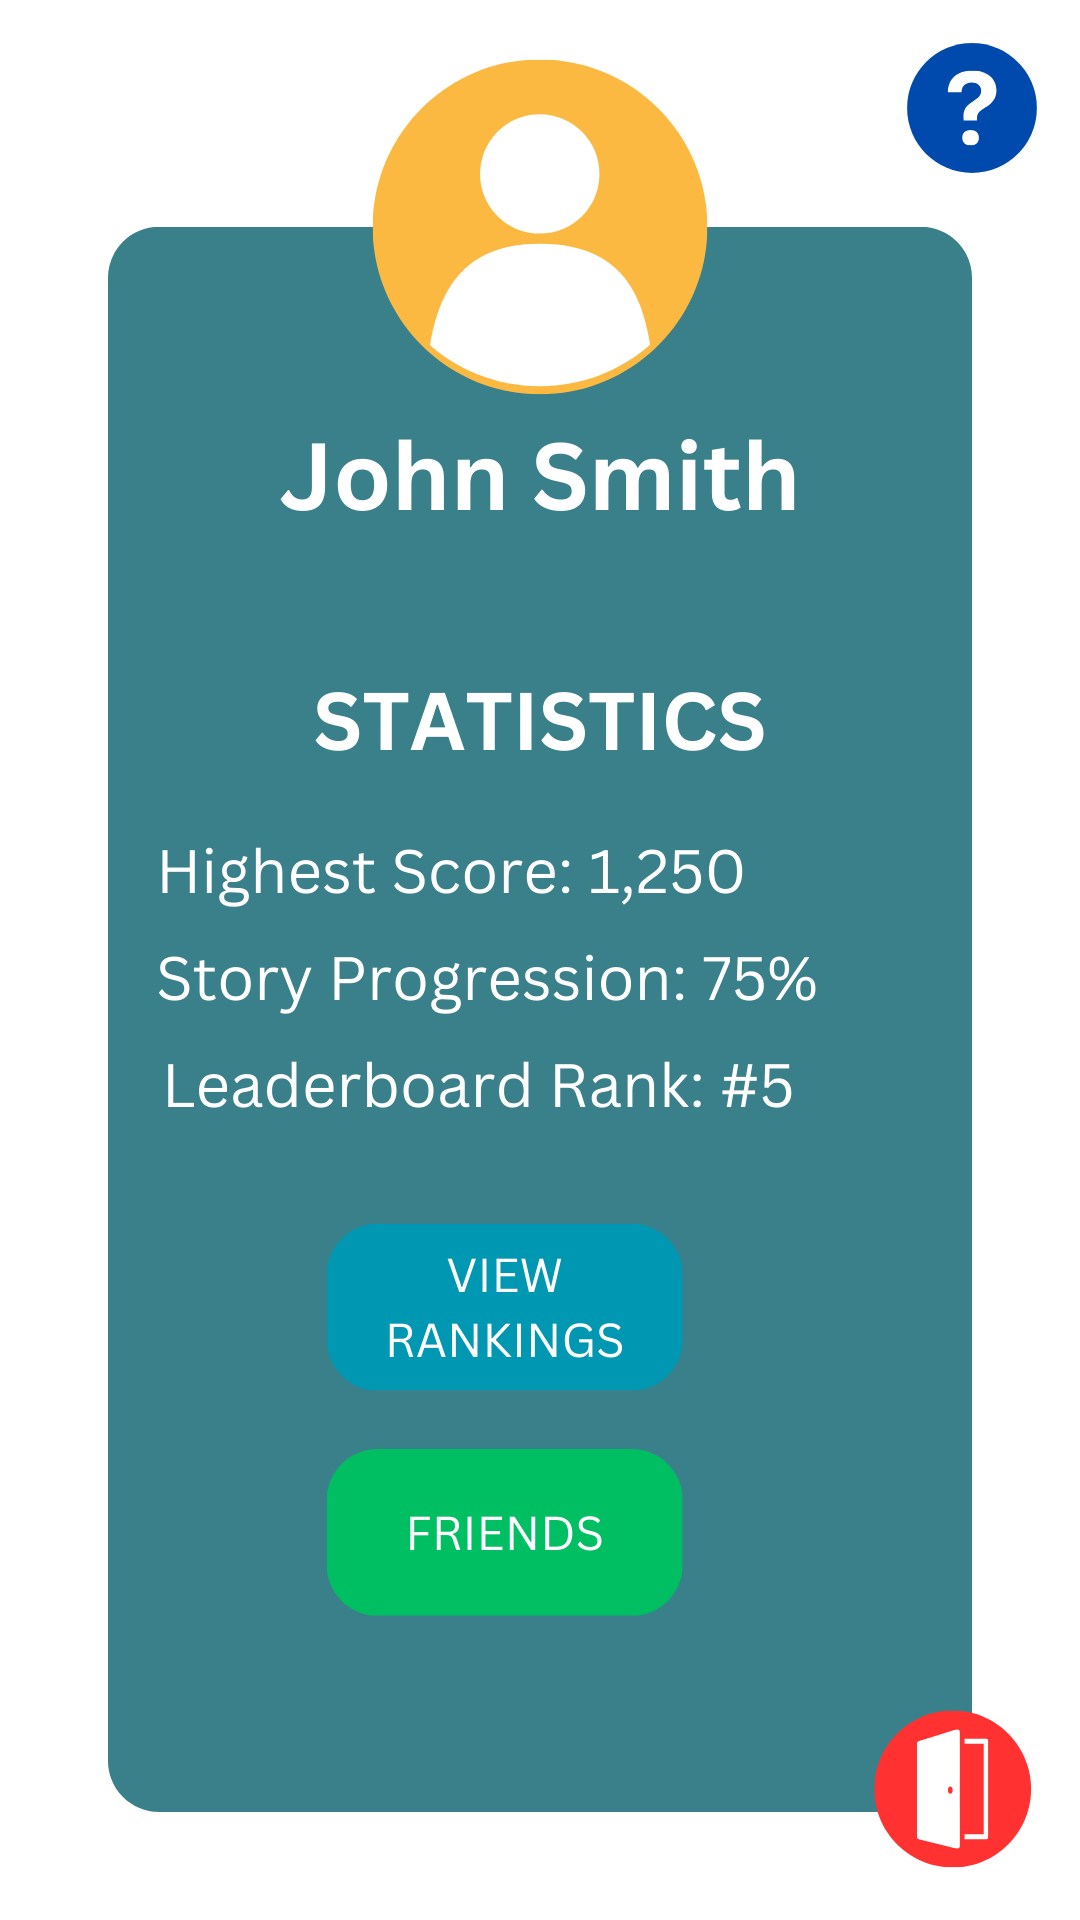 ?
John Smith
STATISTICS
Highest Score: 1,250
Story Progression: 75%
Leaderboard Rank: #5
VIEW
RANKINGS
FRIENDS